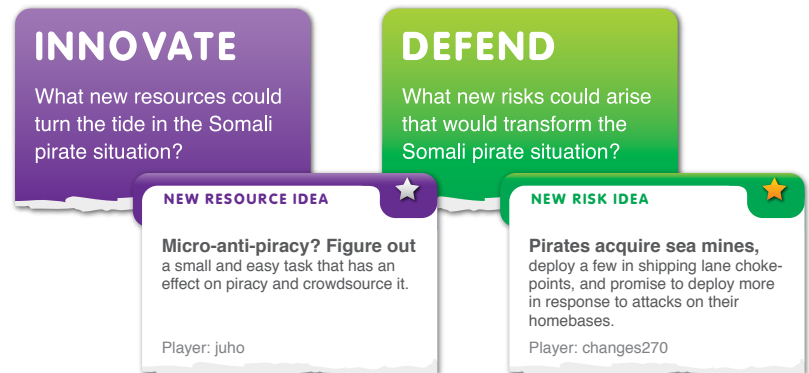 INNOVATE
What new resources could
turn the tide in the Somali
pirate situation?
NEW RESOURCE IDEA
Micro-anti-piracy? Figure out
a small and easy task that has an
effect on piracy and crowdsource it.
Player: juho
DEFEND
What new risks could arise
that would transform the
Somali pirate situation?
NEW RISK IDEA
Pirates acquire sea mines,
deploy a few in shipping lane choke-
points, and promise to deploy more
in response to attacks on their
homebases.
Player: changes270